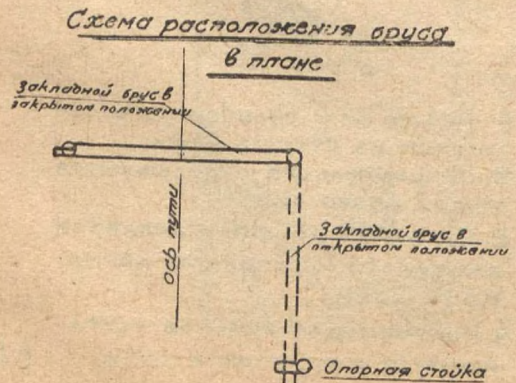 Схема расположения бруса
в плане
Закладной брус в
закрытом положении
ось пути
Закладной брус в
открытом положении
Опорная стойка